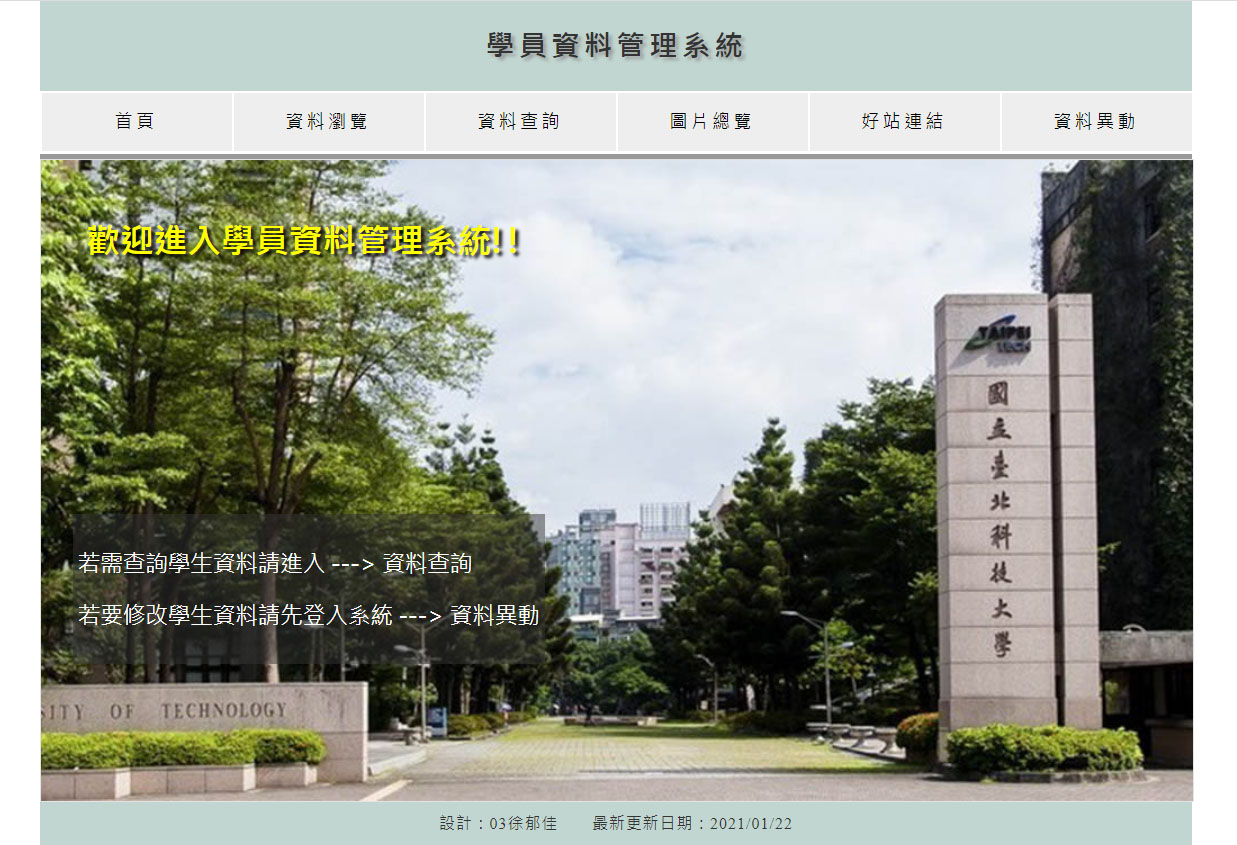 學員資料管理系統
首頁 資料瀏覽 資料查詢 圖片總覽 好站連結 資料異動
歡迎進入學員資料管理系統!!
TAIPEI
TECH
國立臺北科技大學
若需查詢學生資料請進入 ---> 資料查詢
若要修改學生資料請先登入系統 ---> 資料異動
SITY OF TECHNOLOGY
設計：03徐郁佳 最新更新日期：2021/01/22